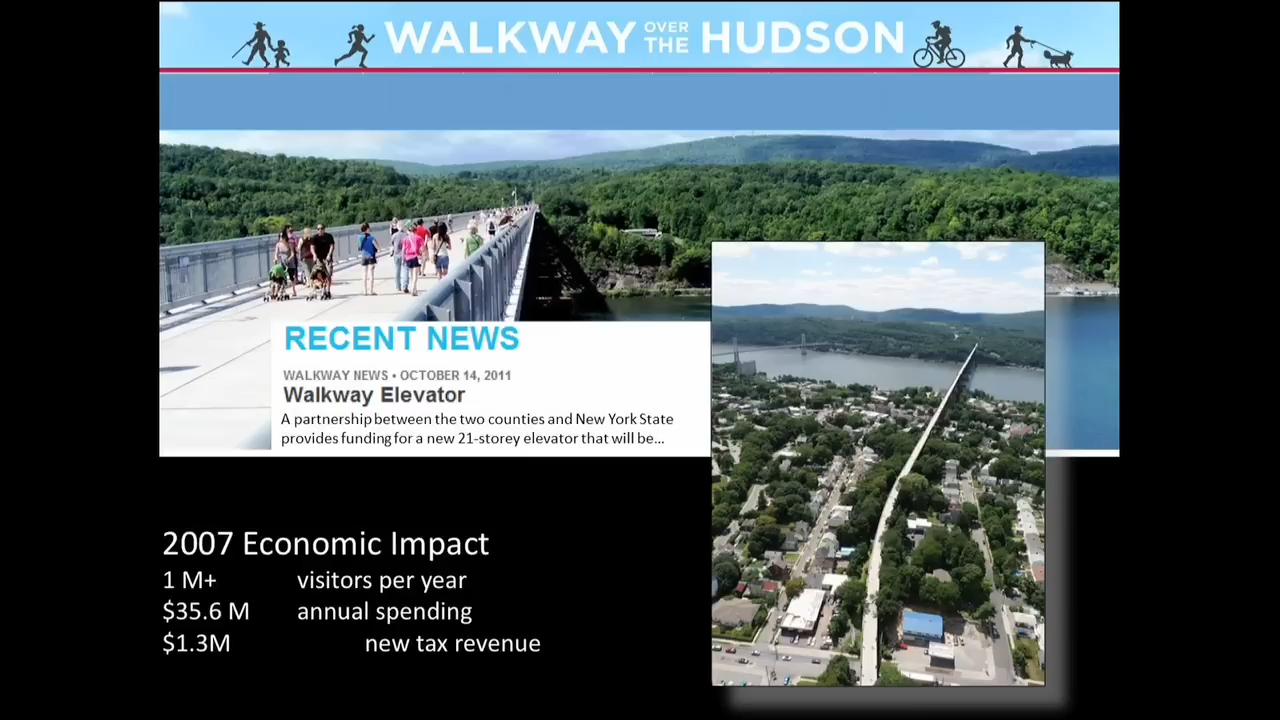 WALKWAY OVER THE HUDSON
RECENT NEWS
WALKWAY NEWS • OCTOBER 14, 2011
Walkway Elevator
A partnership between the two counties and New York State
provides funding for a new 21-storey elevator that will be...
2007 Economic Impact
1 M+ visitors per year
$35.6 M annual spending
$1.3M new tax revenue